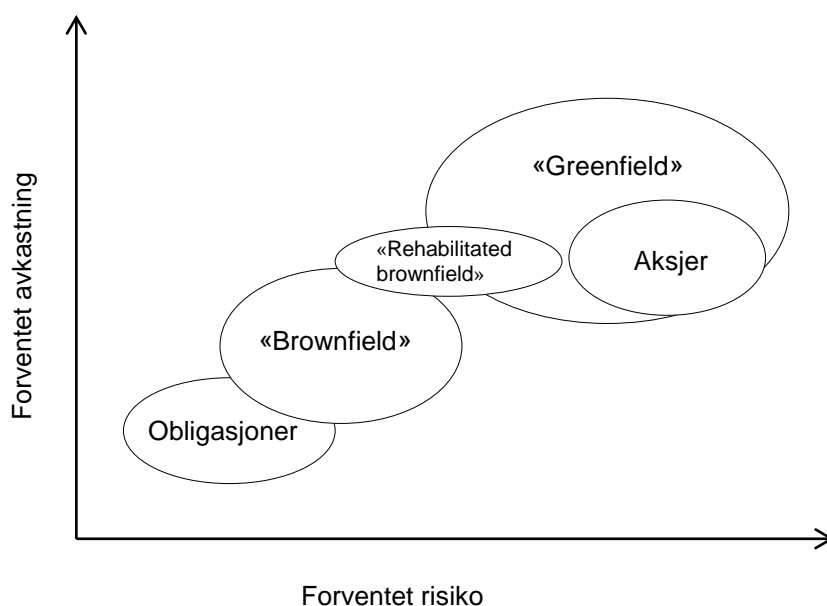 Forventet avkastning
«Greenfield»
«Rehabilitated
brownfield»
Aksjer
«Brownfield»
Obligasjoner
Forventet risiko